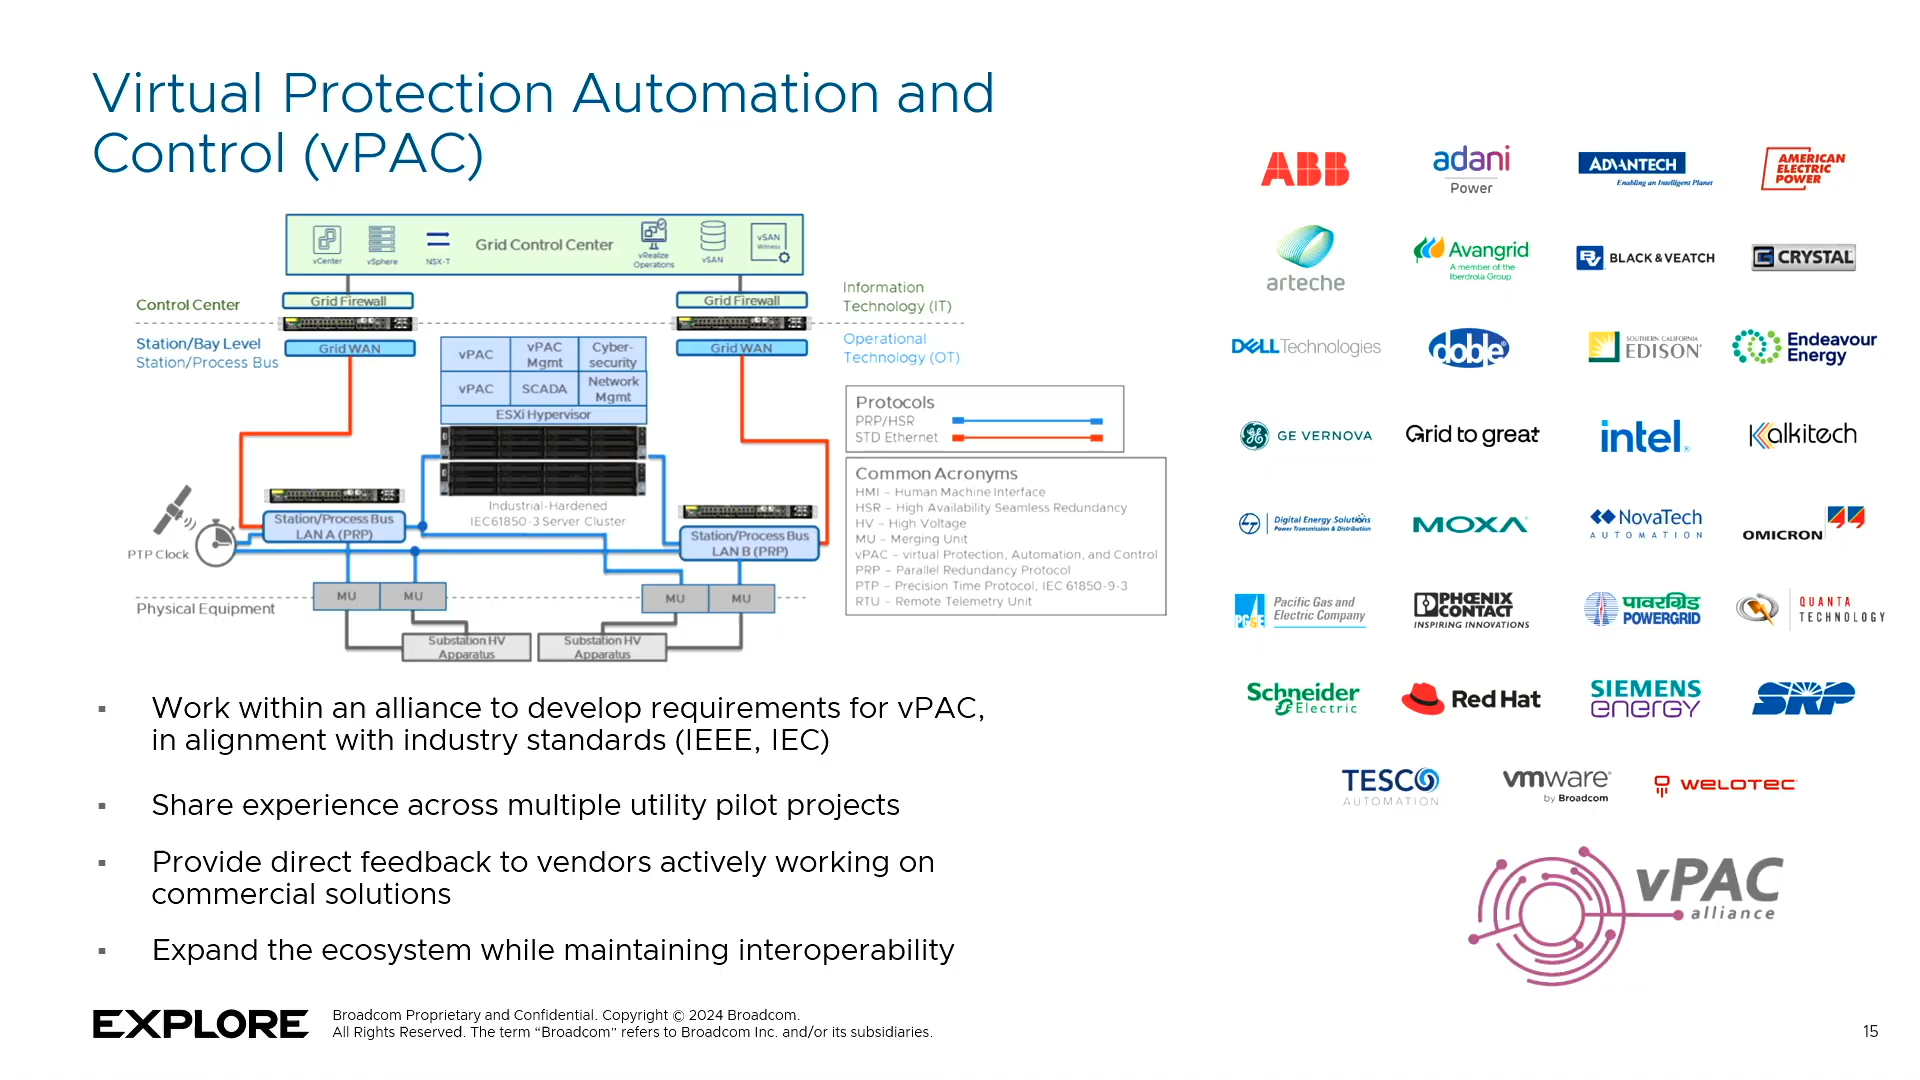 Virtual Protection Automation and
Control (vPAC)
vCenter
vSphere
NSX-T
Grid Control Center
vRealize
Operations
vSAN
vSAN
Witness
Control Center
Grid Firewall
Grid Firewall
Information
Technology (IT)
Station/Bay Level
Station/Process Bus
Grid WAN
Grid WAN
Operational
Technology (OT)
vPAC
vPAC
Mgmt
Cyber-
security
vPAC
SCADA
Network
Mgmt
ESXi Hypervisor
Industrial-Hardened
IEC61850-3 Server Cluster
Station/Process Bus
LAN A (PRP)
Station/Process Bus
LAN B (PRP)
PTP Clock
MU
MU
MU
MU
Physical Equipment
Substation HV
Apparatus
Substation HV
Apparatus
Protocols
PRP/HSR
STD Ethernet
Common Acronyms
HMI – Human Machine Interface
HSR – High Availability Seamless Redundancy
HV – High Voltage
MU – Merging Unit
vPAC – virtual Protection, Automation, and Control
PRP – Parallel Redundancy Protocol
PTP – Precision Time Protocol, IEC 61850-9-3
RTU – Remote Telemetry Unit
▪ Work within an alliance to develop requirements for vPAC,
in alignment with industry standards (IEEE, IEC)
▪ Share experience across multiple utility pilot projects
▪ Provide direct feedback to vendors actively working on
commercial solutions
▪ Expand the ecosystem while maintaining interoperability
ABB
adani
Power
ADVANTECH
Enabling an Intelligent Planet
AMERICAN
ELECTRIC
POWER
arteche
Avangrid
A member of the
Iberdrola Group
BV BLACK & VEATCH
CRYSTAL
DELL Technologies
doble®
SOUTHERN CALIFORNIA
EDISON®
Endeavour
Energy
GE VERNOVA
Grid to great
intel®
Kalkitech
Digital Energy Solutions
Power Transmission & Distribution
MOXA®
NovaTech
AUTOMATION
OMICRON
PG&E
Pacific Gas and
Electric Company
PHŒNIX
CONTACT
INSPIRING INNOVATIONS
पावरग्रिड
POWERGRID
QUANTA
TECHNOLOGY
Schneider
Electric
Red Hat
SIEMENS
energy
SRP
TESCO
AUTOMATION
vmware®
by Broadcom
WELOTEC
vPAC
alliance
EXPLORE
Broadcom Proprietary and Confidential. Copyright © 2024 Broadcom.
All Rights Reserved. The term “Broadcom” refers to Broadcom Inc. and/or its subsidiaries.
15